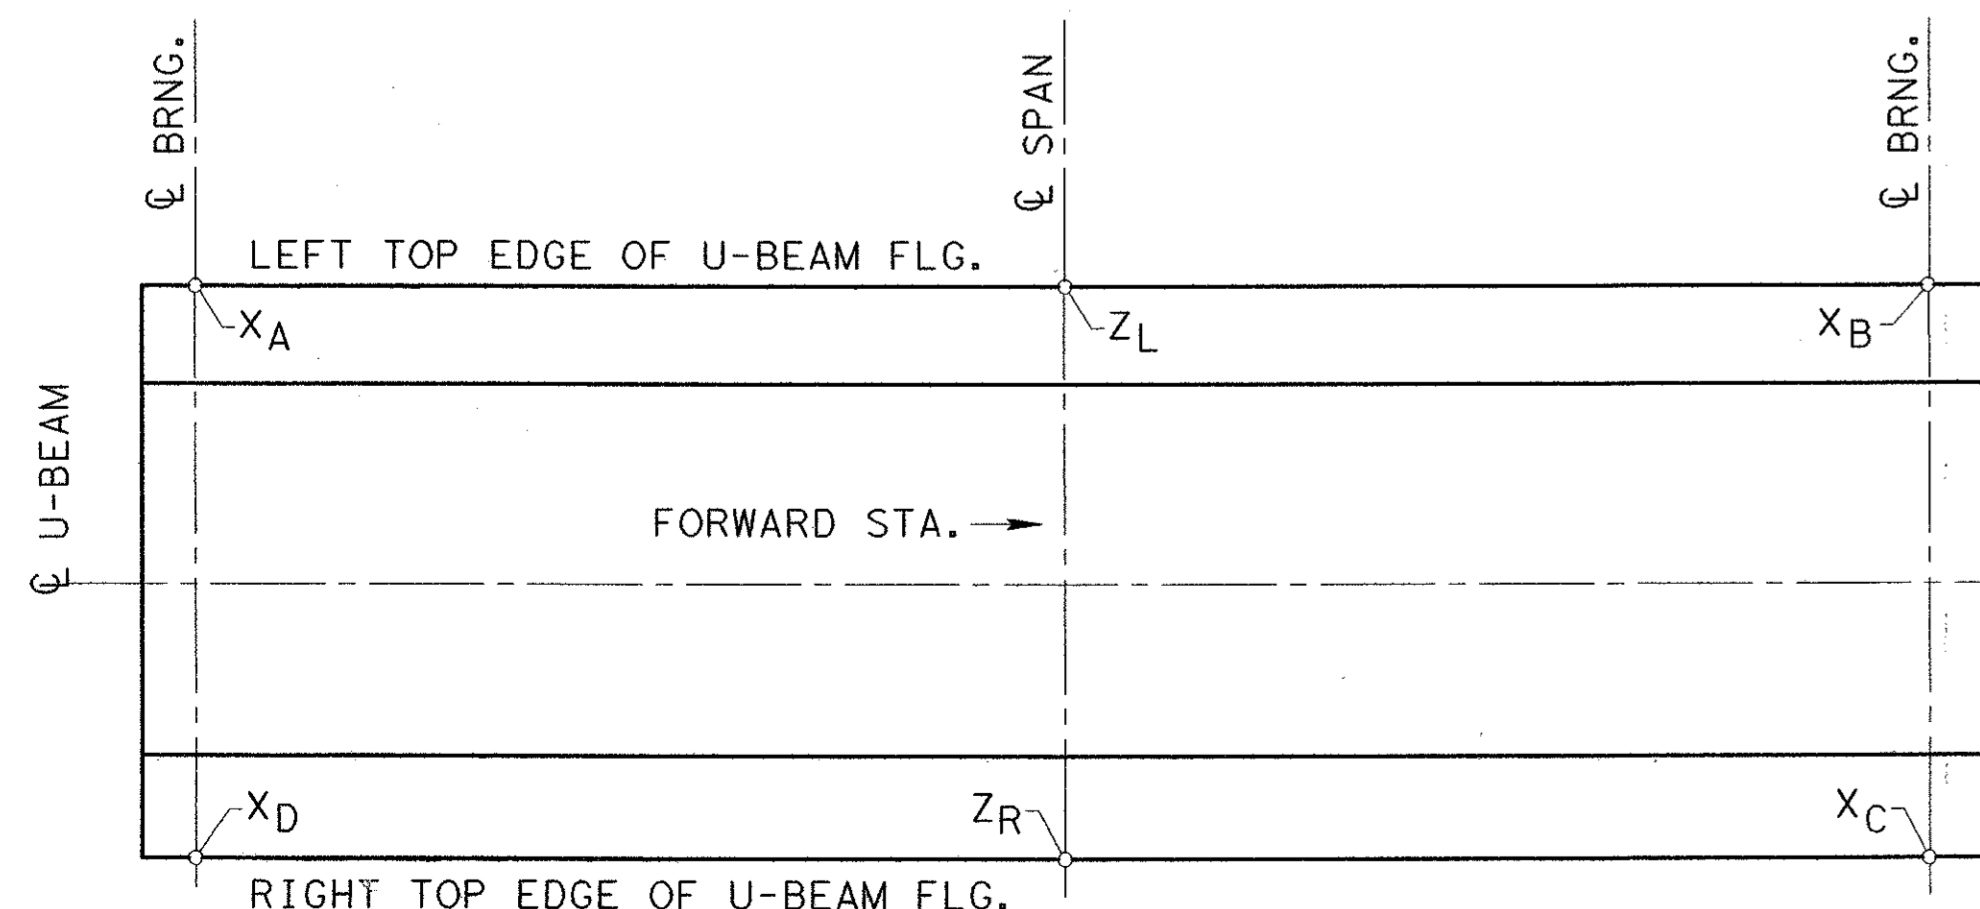 ℄ BRNG.
℄ SPAN
℄ BRNG.
LEFT TOP EDGE OF U-BEAM FLG.
XA
ZL
XB
℄ U-BEAM
FORWARD STA.
XD
ZR
XC
RIGHT TOP EDGE OF U-BEAM FLG.